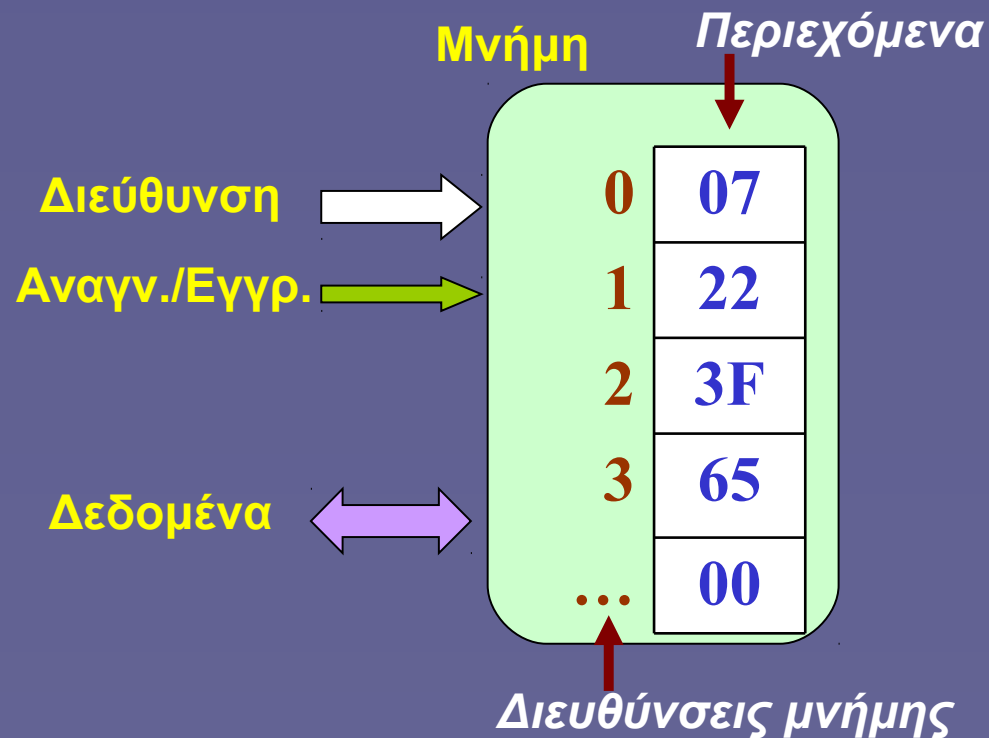 Μνήμη
Περιεχόμενα
Διεύθυνση
0 07
Αναγν./Εγγρ.
1 22
2 3F
3 65
Δεδομένα
... 00
Διευθύνσεις μνήμης